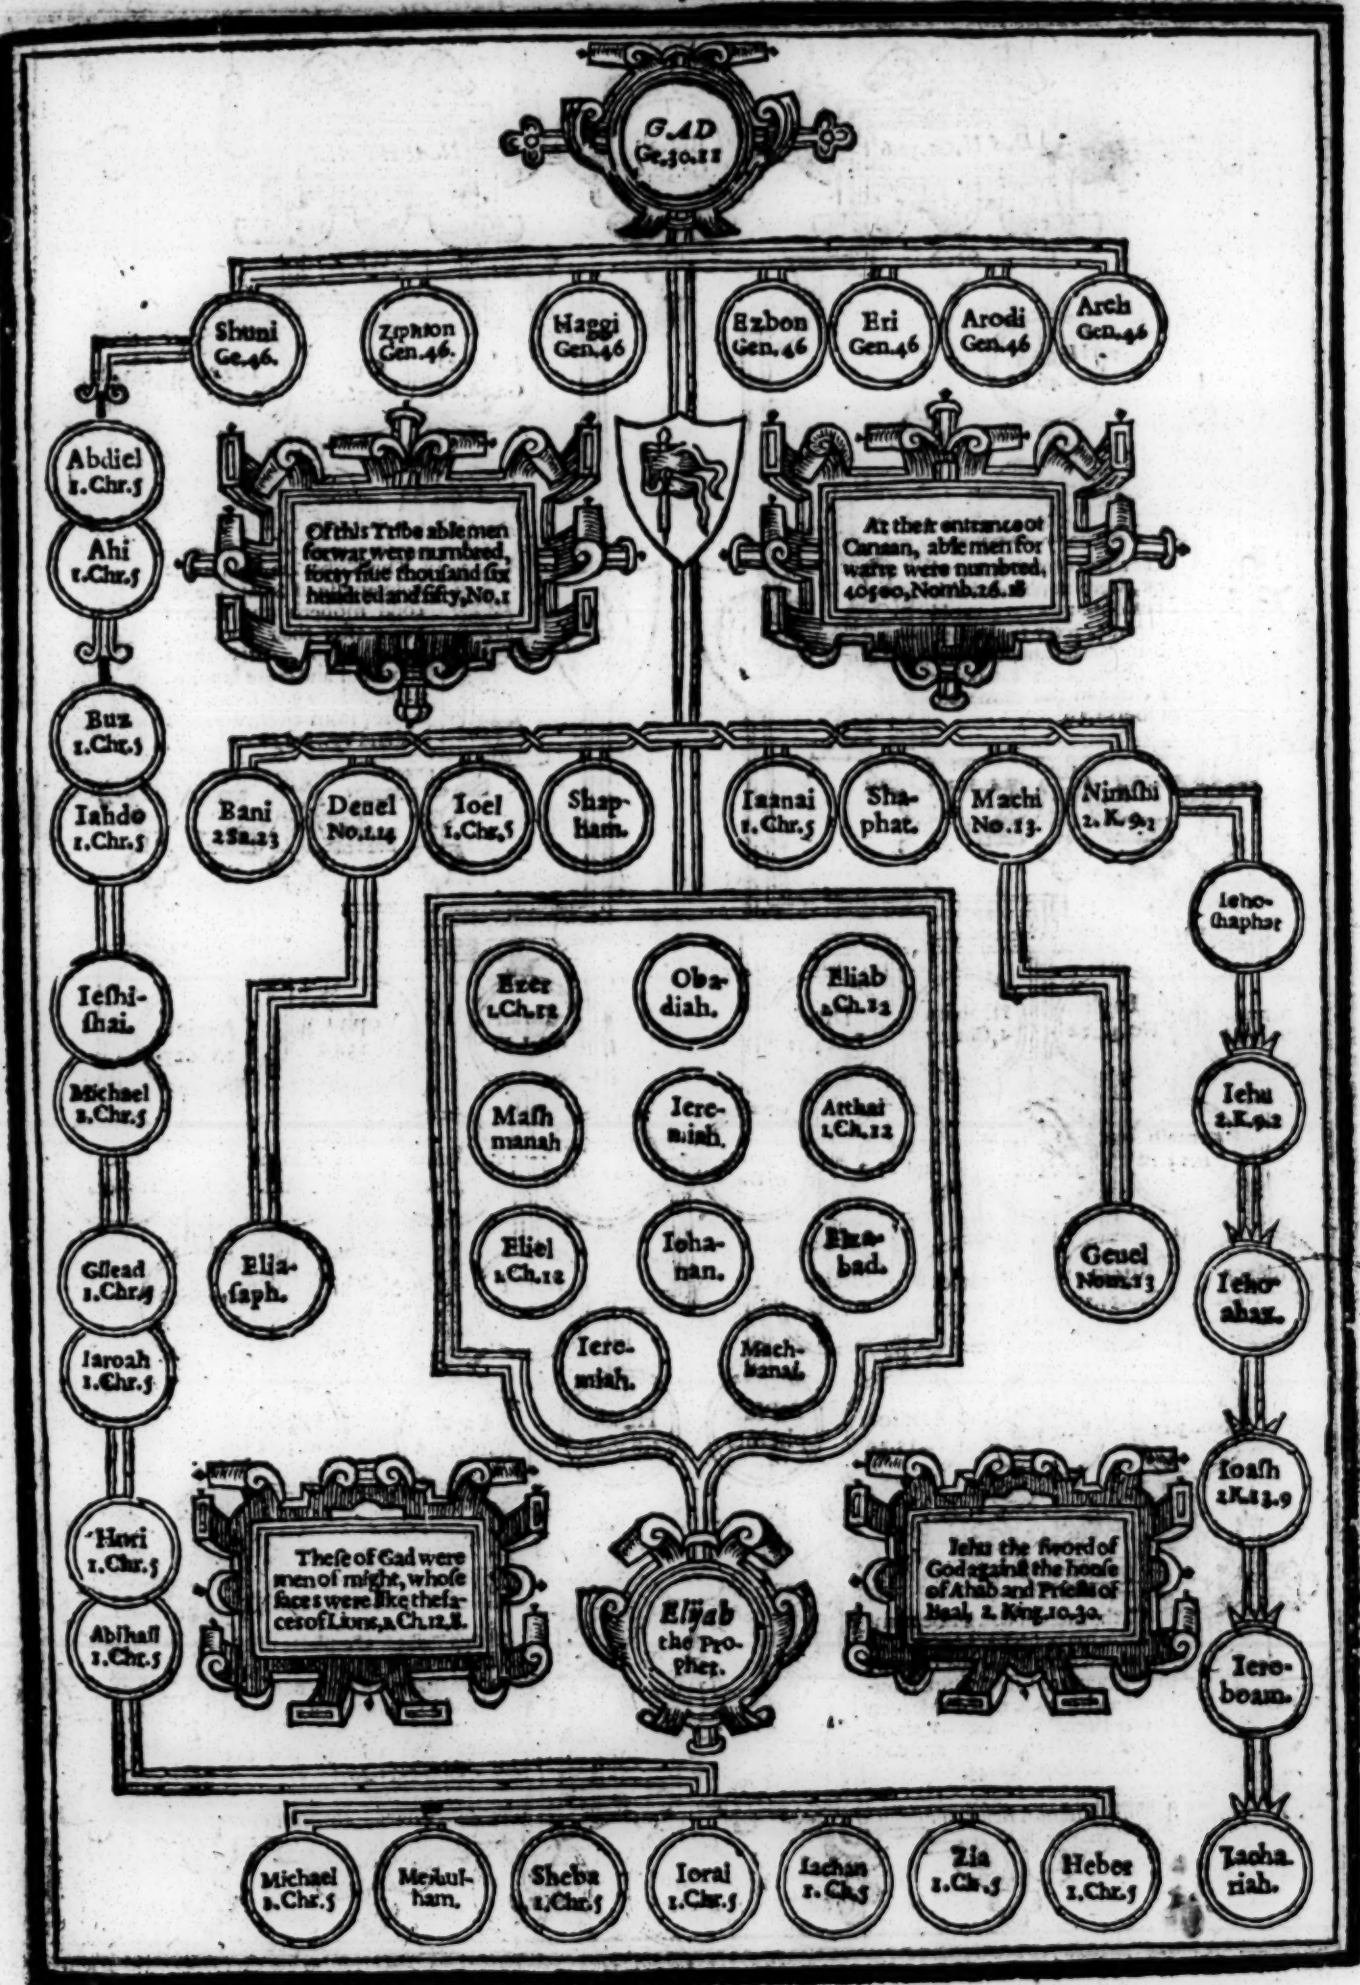 GAD
Ge.30.11
Shuni
Ge.46.
Ziphion
Gen.46.
Haggi
Gen.46
Ezbon
Gen.46
Eri
Gen.46
Arodi
Gen.46
Areh
Gen.46
Abdiel
1.Chr.5
Ahi
1.Chr.5
Of this Tribe able men
for war were numbred,
forty fiue thouſand ſix
hundred and fifty, No.1
At their entrance of
Canaan, able men for
warre were numbred,
40500, Nomb.26.18
Buz
1.Chr.5
Iahdo
1.Chr.5
Bani
2 Sa.23
Deuel
No.1.14
Ioel
1.Chr.5
Shap-
ham.
Iaanai
1.Chr.5
Sha-
phat.
Machi
No.13.
Nimſhi
2.K.9.2
Ieho-
ſhaphat
Ieſhi-
ſhai.
Michael
1.Chr.5
Ezer
1.Ch.12
Oba-
diah.
Eliab
1.Ch.12
Maſh
manah
Iere-
miah.
Atthai
1.Ch.12
Iehu
2.K.9.2
Eliel
1.Ch.12
Ioha-
nan.
Elza-
bad.
Iere-
miah.
Mach-
banai.
Gilead
1.Chr.5
Iaroah
1.Chr.5
Elia-
ſaph.
Geuel
Nom.13
Ieho-
ahaz.
Ioaſh
2K.13.9
Huri
1.Chr.5
Abihail
1.Chr.5
Theſe of Gad were
men of might, whoſe
faces were like the fa-
ces of Lions, 1 Ch.12.8.
Elijah
the Pro-
phet.
Iehu the ſword of
God againſt the houſe
of Ahab and Prieſts of
Baal, 2. King.10.30.
Iero-
boam.
Michael
1.Chr.5
Meshul-
ham.
Sheba
1.Chr.5
Iorai
1.Chr.5
Iachan
1.Ch.5
Zia
1.Ch.5
Heber
1.Chr.5
Zacha-
riah.